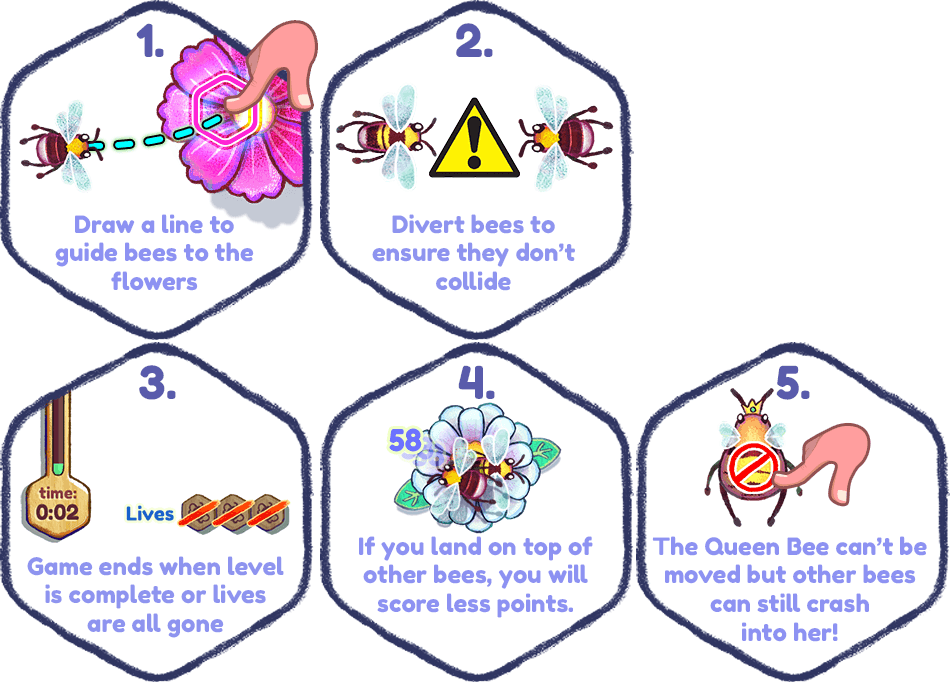 1.
Draw a line to
guide bees to the
flowers
2.
Divert bees to
ensure they don't
collide
3.
time:
0:02
Lives
Game ends when level
is complete or lives
are all gone
4.
58
If you land on top of
other bees, you will
score less points.
5.
The Queen Bee can't be
moved but other bees
can still crash
into her!